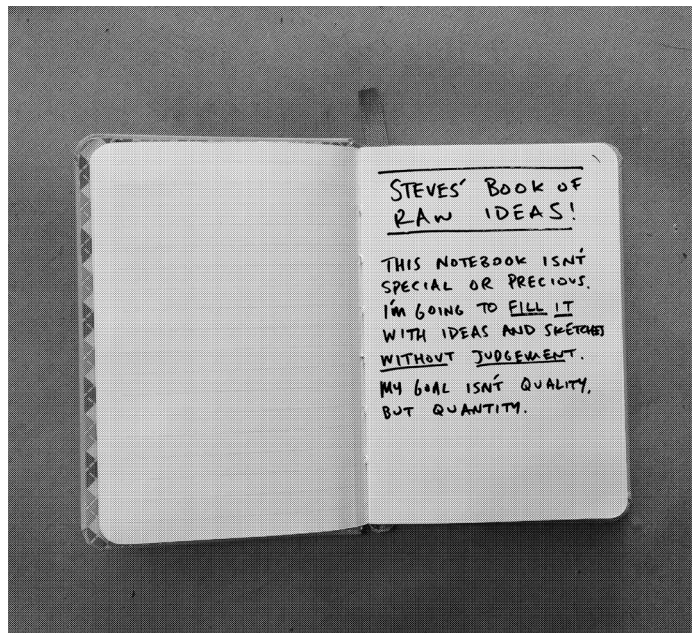 STEVES' BOOK OF
RAW IDEAS!
THIS NOTEBOOK ISN'T
SPECIAL OR PRECIOUS.
I'M GOING TO FILL IT
WITH IDEAS AND SKETCHES
WITHOUT JUDGEMENT.
MY GOAL ISN'T QUALITY,
BUT QUANTITY.